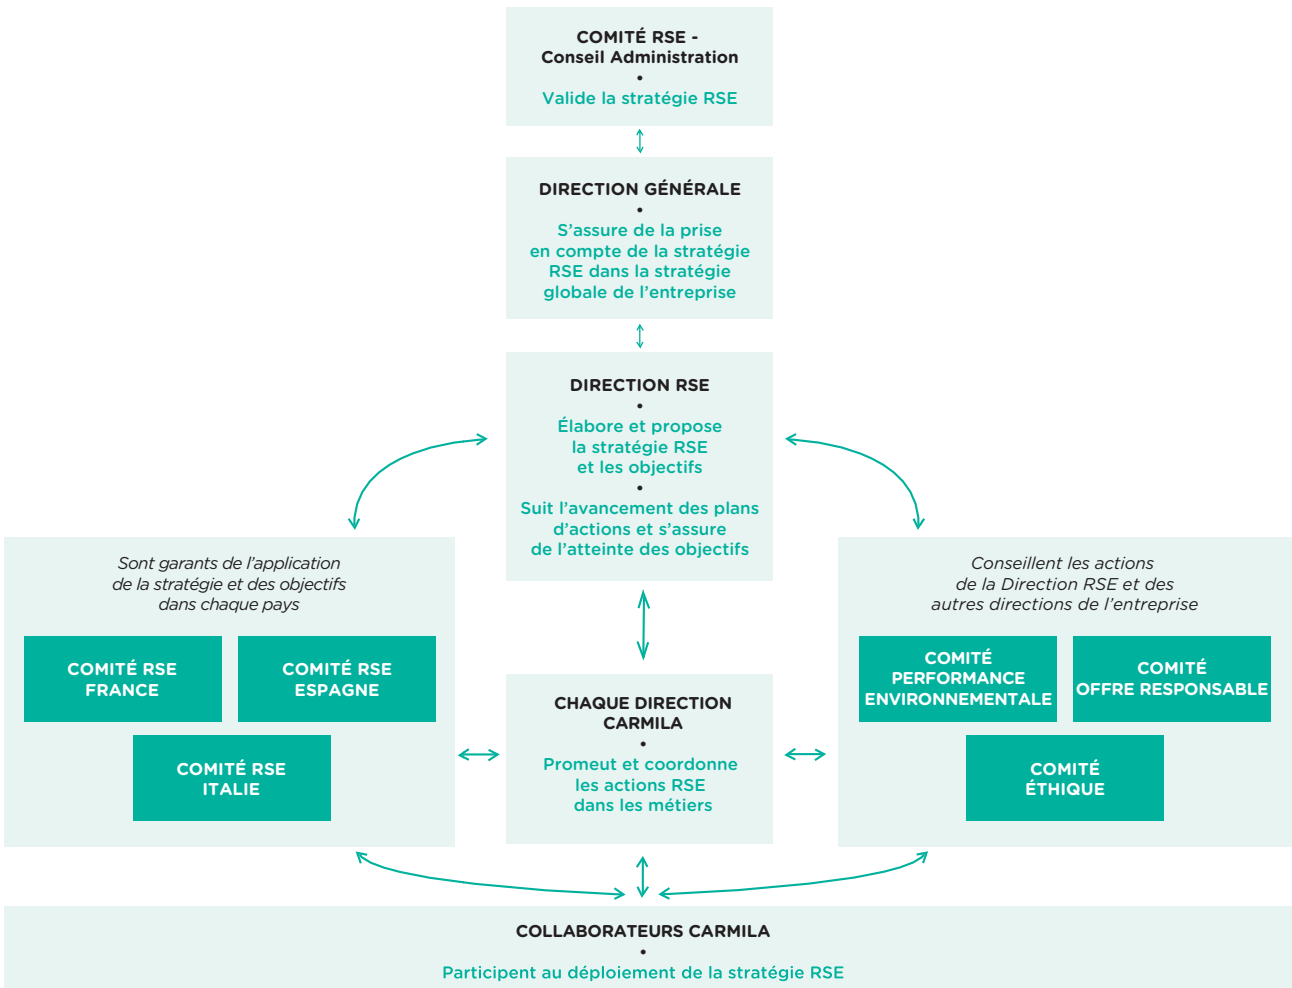 COMITÉ RSE -
Conseil Administration
•
Valide la stratégie RSE
DIRECTION GÉNÉRALE
•
S’assure de la prise
en compte de la stratégie
RSE dans la stratégie
globale de l’entreprise
DIRECTION RSE
•
Élabore et propose
la stratégie RSE
et les objectifs
•
Suit l’avancement des plans
d’actions et s’assure
de l’atteinte des objectifs
Sont garants de l’application
de la stratégie et des objectifs
dans chaque pays
COMITÉ RSE
FRANCE
COMITÉ RSE
ESPAGNE
COMITÉ RSE
ITALIE
CHAQUE DIRECTION
CARMILA
•
Promeut et coordonne
les actions RSE
dans les métiers
Conseillent les actions
de la Direction RSE et des
autres directions de l’entreprise
COMITÉ
PERFORMANCE
ENVIRONNEMENTALE
COMITÉ
OFFRE RESPONSABLE
COMITÉ
ÉTHIQUE
COLLABORATEURS CARMILA
•
Participent au déploiement de la stratégie RSE